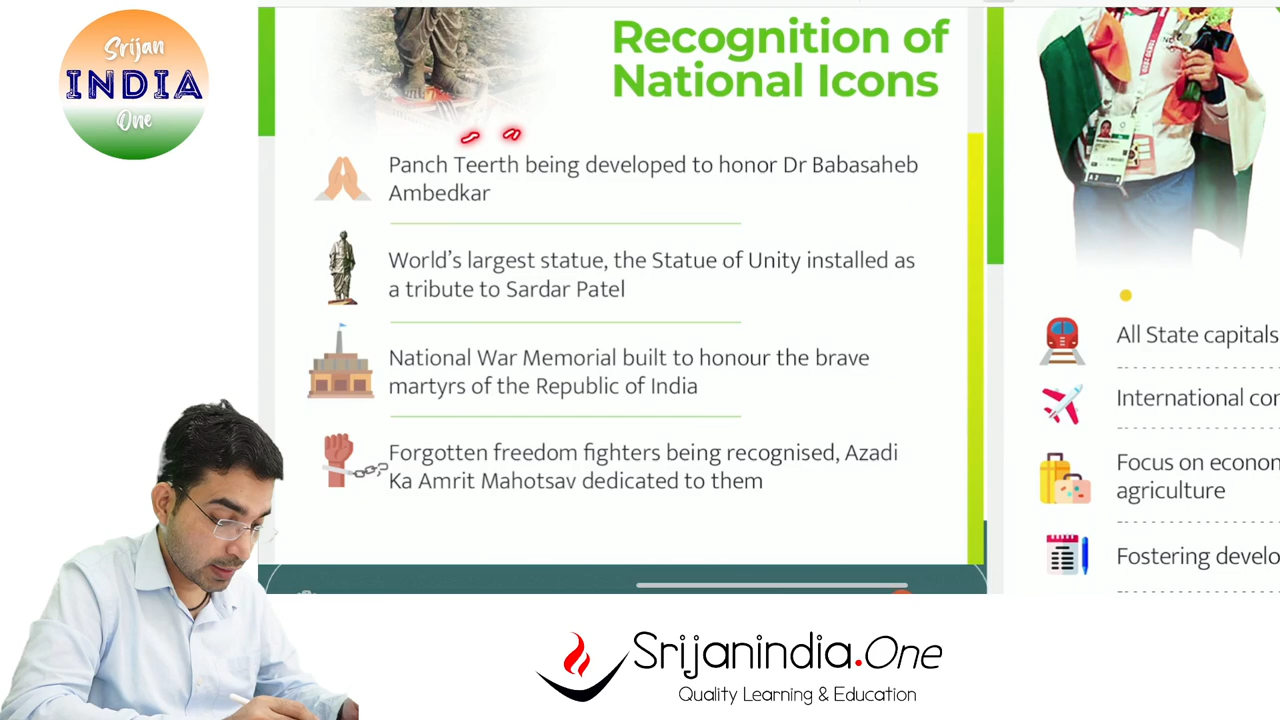 Srijan
INDIA
One
Recognition of
National Icons
Panch Teerth being developed to honor Dr Babasaheb
Ambedkar
World's largest statue, the Statue of Unity installed as
a tribute to Sardar Patel
National War Memorial built to honour the brave
martyrs of the Republic of India
Forgotten freedom fighters being recognised, Azadi
Ka Amrit Mahotsav dedicated to them
All State capitals
International con
Focus on econon
agriculture
Fostering develo
Srijanindia.One
Quality Learning & Education